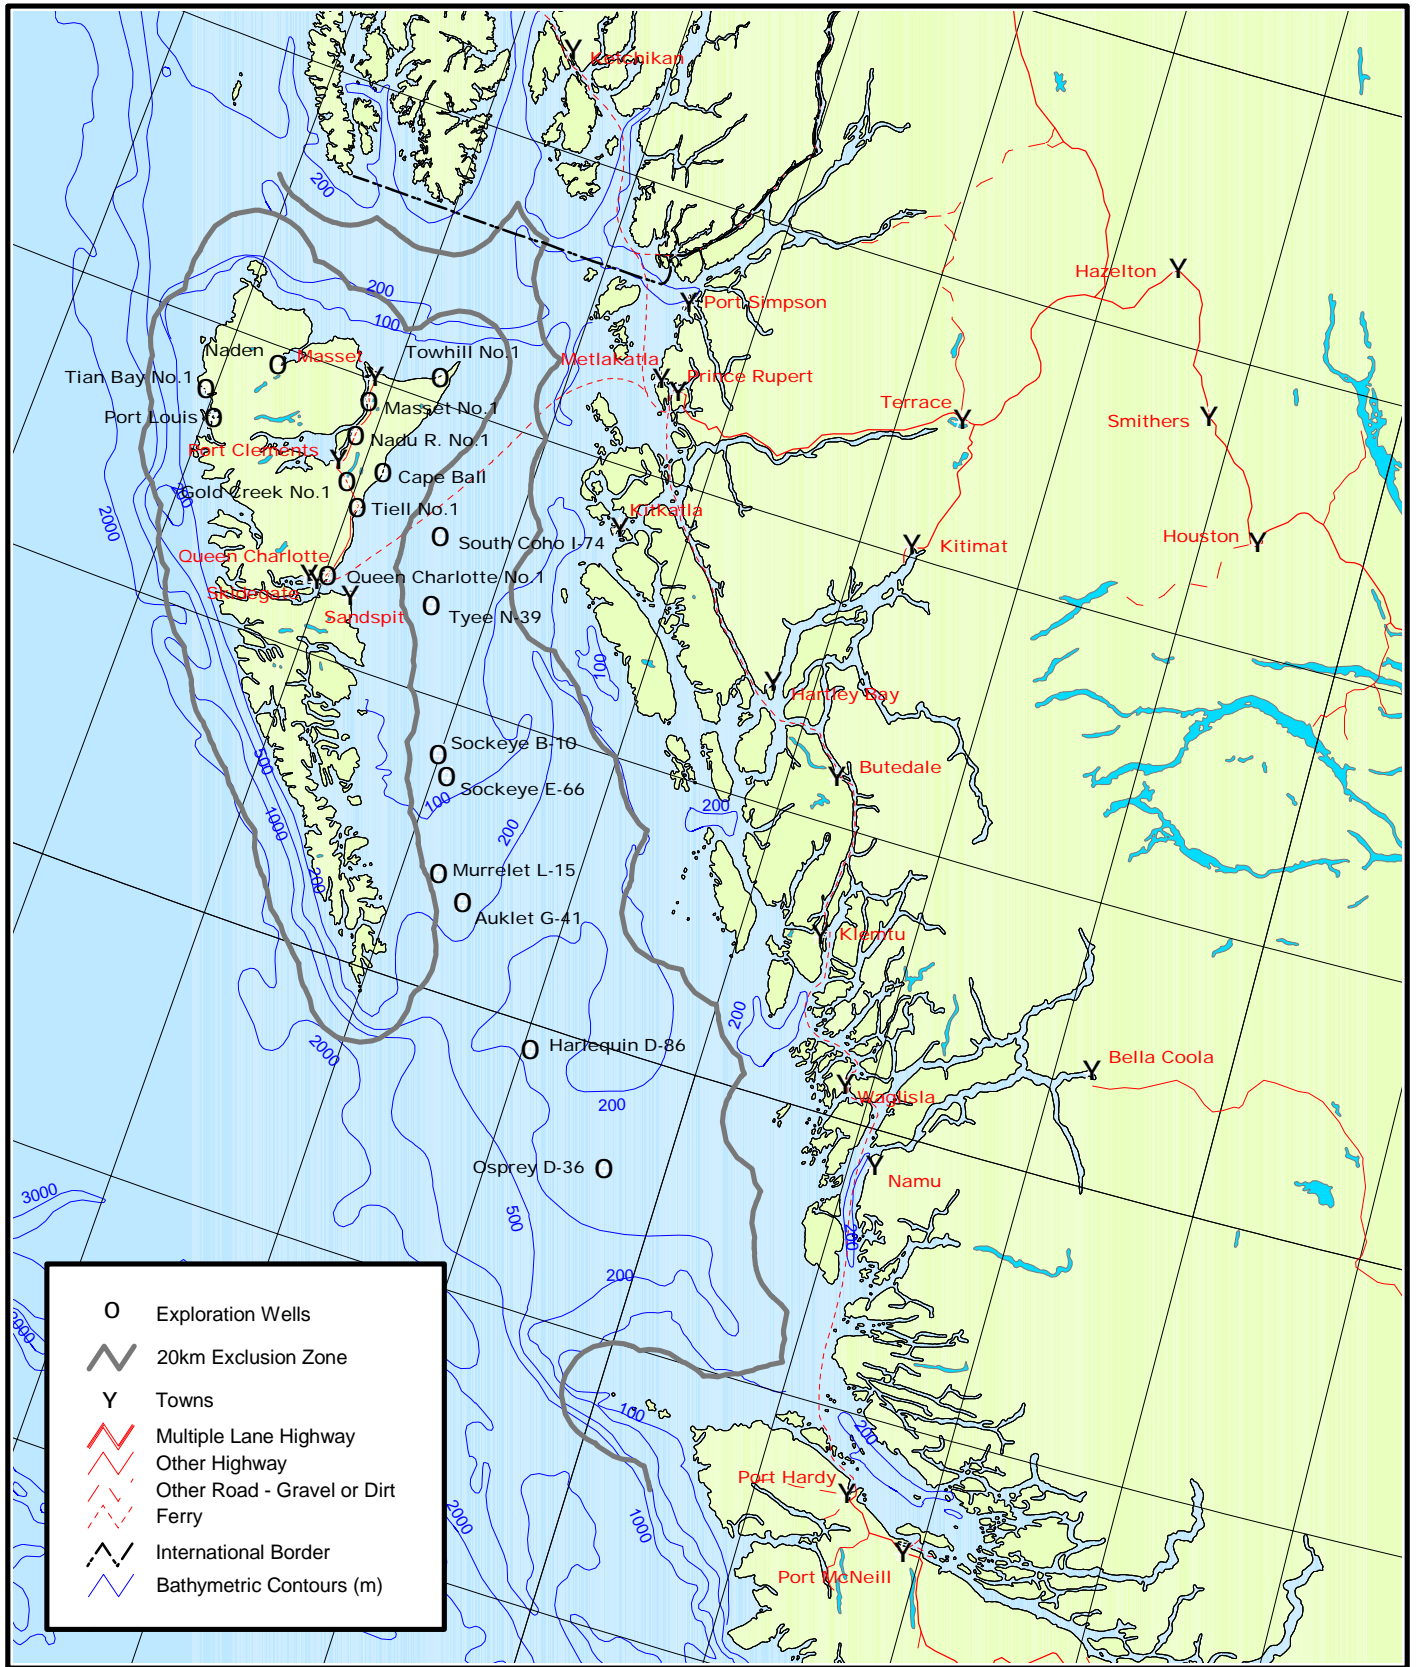 Ketchikan
200
Hazelton
200
Port Simpson
100
Naden
Masset
Towhill No.1
Metlakatla
Prince Rupert
Tian Bay No.1
Masset No.1
Port Louis
Terrace
Smithers
Nadu R. No.1
Port Clements
Cape Ball
Gold Creek No.1
200
2000
Tiell No.1
Kitkatla
South Coho I-74
Kitimat
Houston
Queen Charlotte
Queen Charlotte No.1
Skidegate
Sandspit
Tyee N-39
100
Hartley Bay
Sockeye B-10
500
Butedale
Sockeye E-66
100
200
200
1000
Murrelet L-15
200
Auklet G-41
Klemtu
200
2000
Harlequin D-86
Bella Coola
Waglisla
200
Osprey D-36
Namu
3000
500
200
200
2000
O Exploration Wells
20km Exclusion Zone
Y Towns
Multiple Lane Highway
Other Highway
Other Road - Gravel or Dirt
Ferry
International Border
Bathymetric Contours (m)
100
200
Port Hardy
2000
1000
Port McNeill